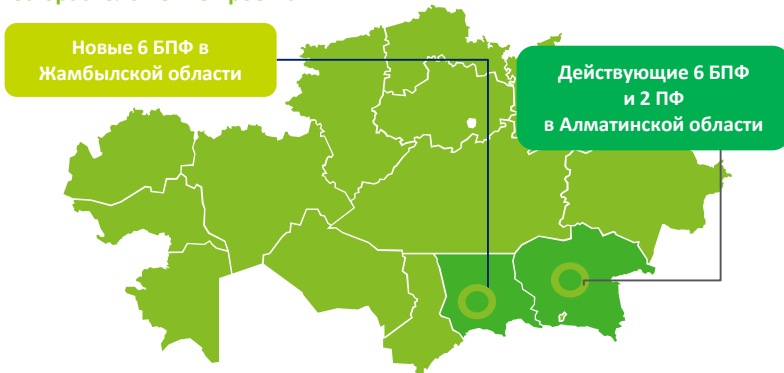 Новые 6 БПФ в
Жамбылской области
Действующие 6 БПФ
и 2 ПФ
в Алматинской области